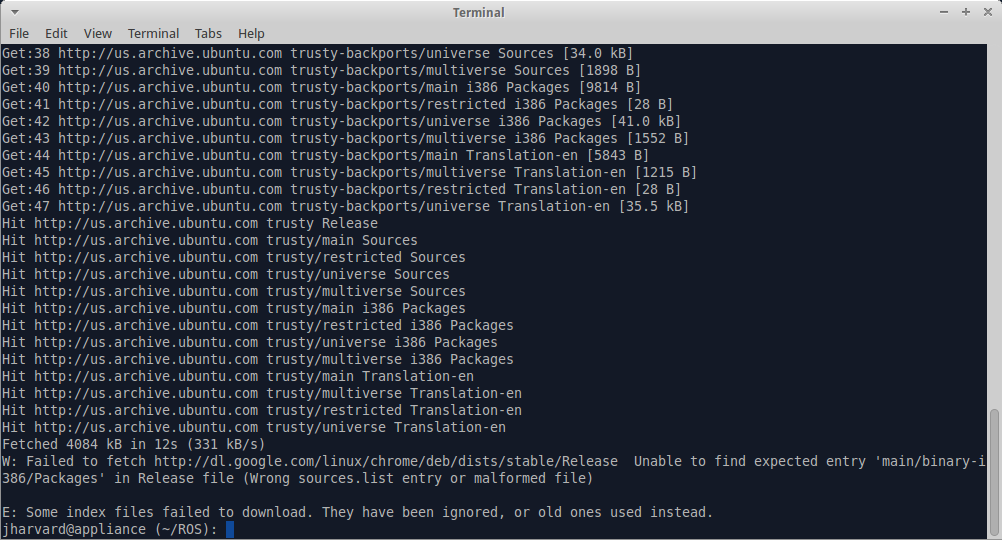 Terminal
File Edit View Terminal Tabs Help
Get:38 http://us.archive.ubuntu.com trusty-backports/universe Sources [34.0 kB]
Get:39 http://us.archive.ubuntu.com trusty-backports/multiverse Sources [1898 B]
Get:40 http://us.archive.ubuntu.com trusty-backports/main i386 Packages [9814 B]
Get:41 http://us.archive.ubuntu.com trusty-backports/restricted i386 Packages [28 B]
Get:42 http://us.archive.ubuntu.com trusty-backports/universe i386 Packages [41.0 kB]
Get:43 http://us.archive.ubuntu.com trusty-backports/multiverse i386 Packages [1552 B]
Get:44 http://us.archive.ubuntu.com trusty-backports/main Translation-en [5843 B]
Get:45 http://us.archive.ubuntu.com trusty-backports/multiverse Translation-en [1215 B]
Get:46 http://us.archive.ubuntu.com trusty-backports/restricted Translation-en [28 B]
Get:47 http://us.archive.ubuntu.com trusty-backports/universe Translation-en [35.5 kB]
Hit http://us.archive.ubuntu.com trusty Release
Hit http://us.archive.ubuntu.com trusty/main Sources
Hit http://us.archive.ubuntu.com trusty/restricted Sources
Hit http://us.archive.ubuntu.com trusty/universe Sources
Hit http://us.archive.ubuntu.com trusty/multiverse Sources
Hit http://us.archive.ubuntu.com trusty/main i386 Packages
Hit http://us.archive.ubuntu.com trusty/restricted i386 Packages
Hit http://us.archive.ubuntu.com trusty/universe i386 Packages
Hit http://us.archive.ubuntu.com trusty/multiverse i386 Packages
Hit http://us.archive.ubuntu.com trusty/main Translation-en
Hit http://us.archive.ubuntu.com trusty/multiverse Translation-en
Hit http://us.archive.ubuntu.com trusty/restricted Translation-en
Hit http://us.archive.ubuntu.com trusty/universe Translation-en
Fetched 4084 kB in 12s (331 kB/s)
W: Failed to fetch http://dl.google.com/linux/chrome/deb/dists/stable/Release  Unable to find expected entry 'main/binary-i
386/Packages' in Release file (Wrong sources.list entry or malformed file)
E: Some index files failed to download. They have been ignored, or old ones used instead.
jharvard@appliance (~/ROS):